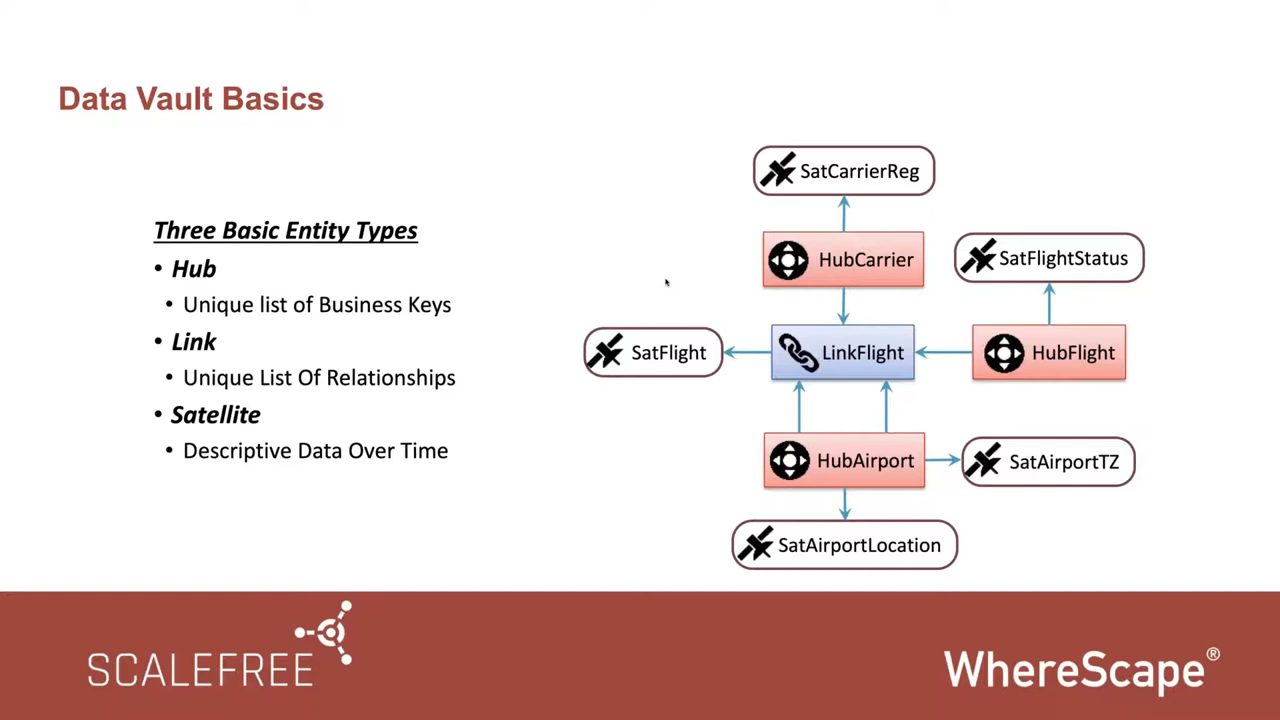 Data Vault Basics
Three Basic Entity Types
• Hub
• Unique list of Business Keys
• Link
• Unique List Of Relationships
• Satellite
• Descriptive Data Over Time
SatCarrierReg
HubCarrier
SatFlightStatus
SatFlight
LinkFlight
HubFlight
HubAirport
SatAirportTZ
SatAirportLocation
SCALEFREE
WhereScape®